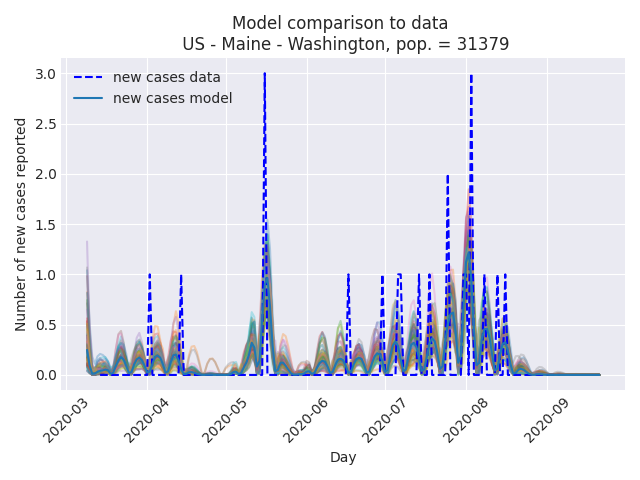 Model comparison to data
US - Maine - Washington, pop. = 31379
new cases data
new cases model
Number of new cases reported
3.0
2.5
2.0
1.5
1.0
0.5
0.0
2020-03
2020-04
2020-05
2020-06
2020-07
2020-08
2020-09
Day